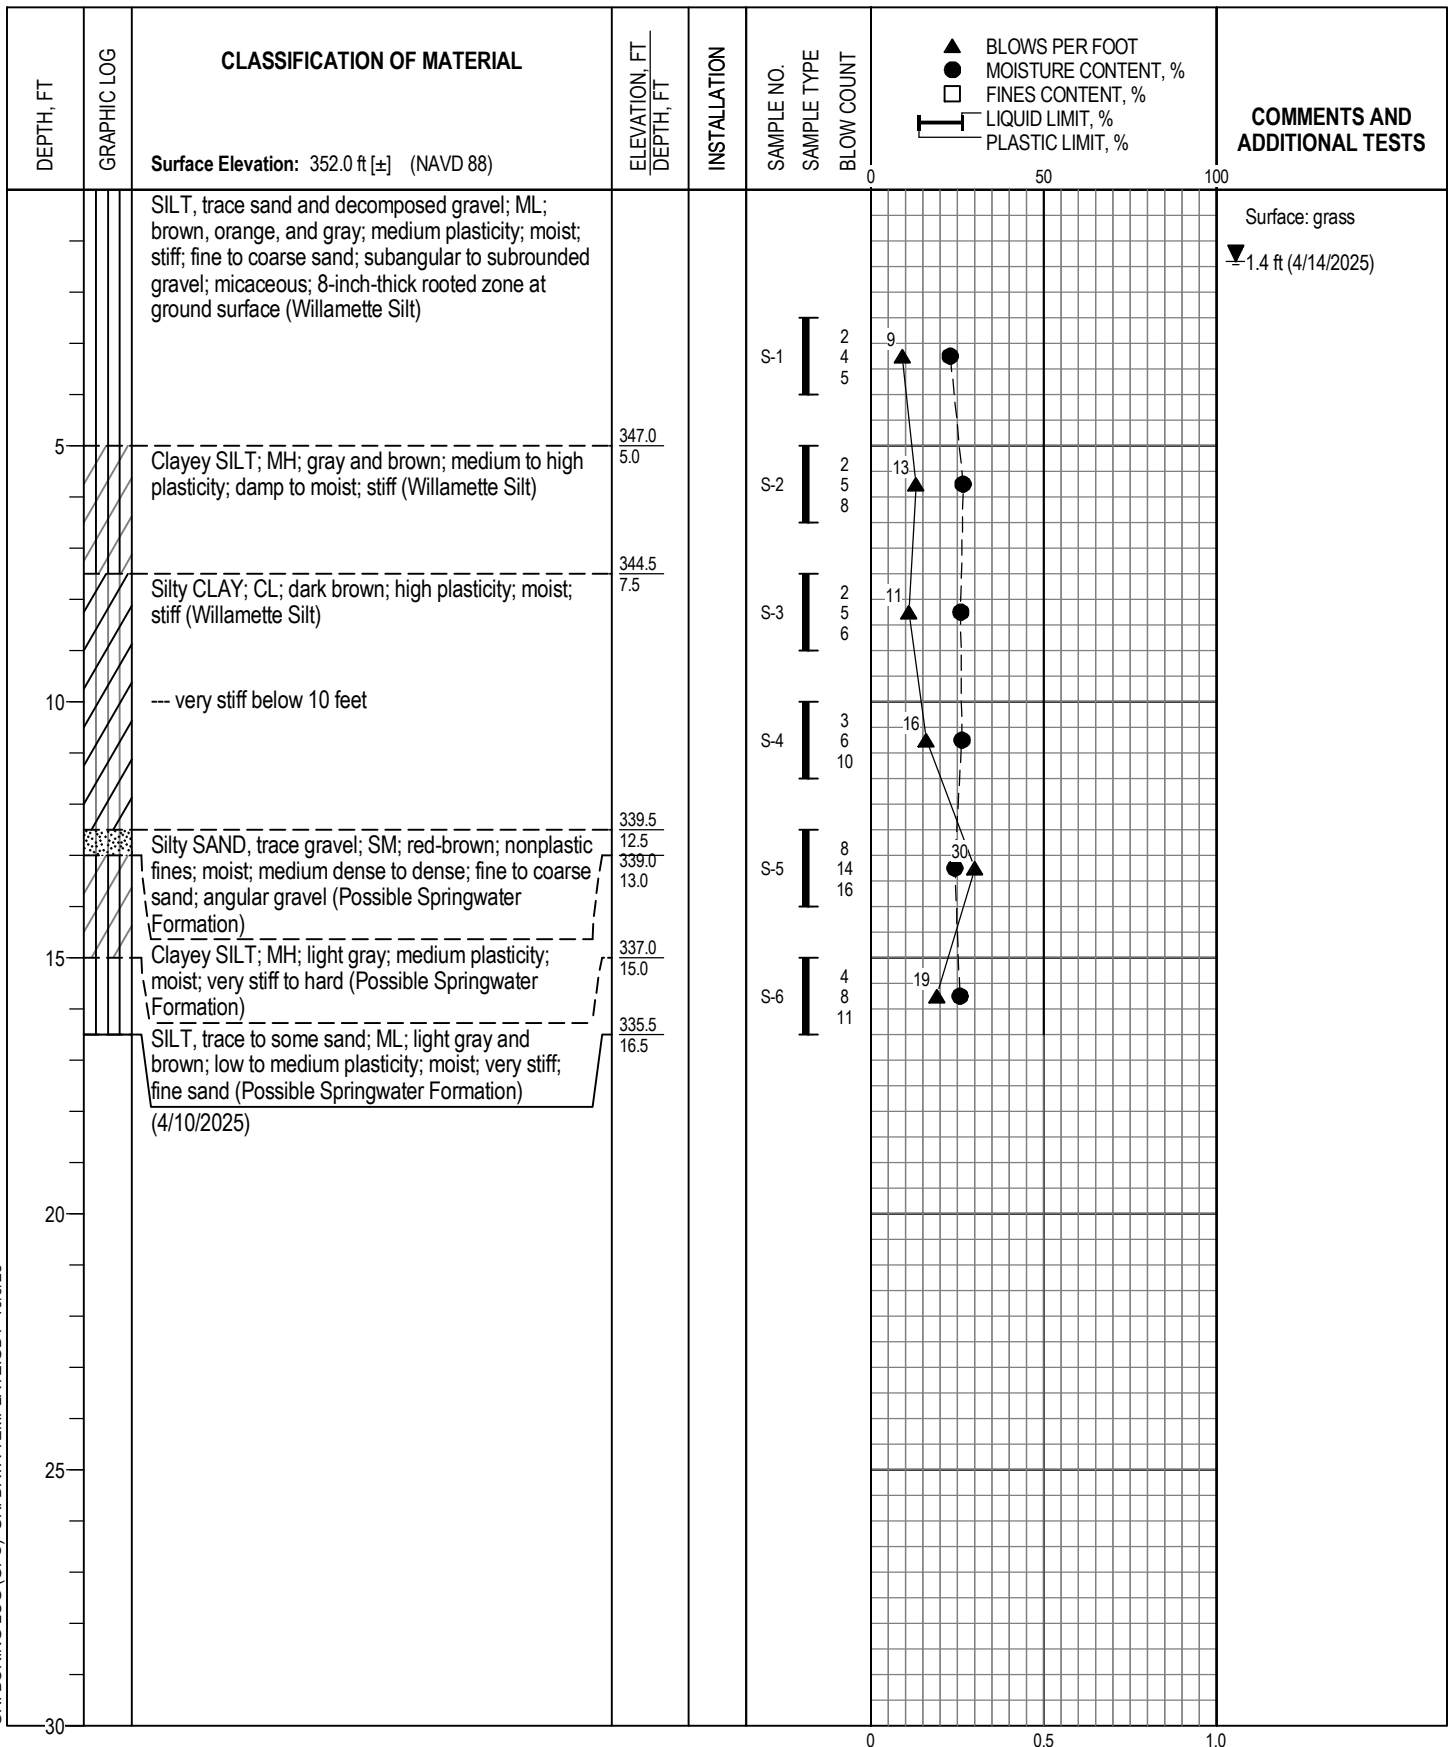 DEPTH, FT
GRAPHIC LOG
CLASSIFICATION OF MATERIAL
Surface Elevation: 352.0 ft [±] (NAVD 88)
ELEVATION, FT
DEPTH, FT
INSTALLATION
SAMPLE NO.
SAMPLE TYPE
BLOW COUNT
BLOWS PER FOOT
MOISTURE CONTENT, %
FINES CONTENT, %
LIQUID LIMIT, %
PLASTIC LIMIT, %
0 50 100
COMMENTS AND
ADDITIONAL TESTS
SILT, trace sand and decomposed gravel; ML;
brown, orange, and gray; medium plasticity; moist;
stiff; fine to coarse sand; subangular to subrounded
gravel; micaceous; 8-inch-thick rooted zone at
ground surface (Willamette Silt)
Surface: grass
1.4 ft (4/14/2025)
S-1
2
4
5
9
5
347.0
5.0
Clayey SILT; MH; gray and brown; medium to high
plasticity; damp to moist; stiff (Willamette Silt)
S-2
2
5
8
13
344.5
7.5
Silty CLAY; CL; dark brown; high plasticity; moist;
stiff (Willamette Silt)
S-3
2
5
6
11
10
--- very stiff below 10 feet
S-4
3
6
10
16
339.5
12.5
339.0
13.0
Silty SAND, trace gravel; SM; red-brown; nonplastic
fines; moist; medium dense to dense; fine to coarse
sand; angular gravel (Possible Springwater
Formation)
S-5
8
14
16
30
15
337.0
15.0
Clayey SILT; MH; light gray; medium plasticity;
moist; very stiff to hard (Possible Springwater
Formation)
S-6
4
8
11
19
335.5
16.5
SILT, trace to some sand; ML; light gray and
brown; low to medium plasticity; moist; very stiff;
fine sand (Possible Springwater Formation)
(4/10/2025)
20
25
30
0 0.5 1.0